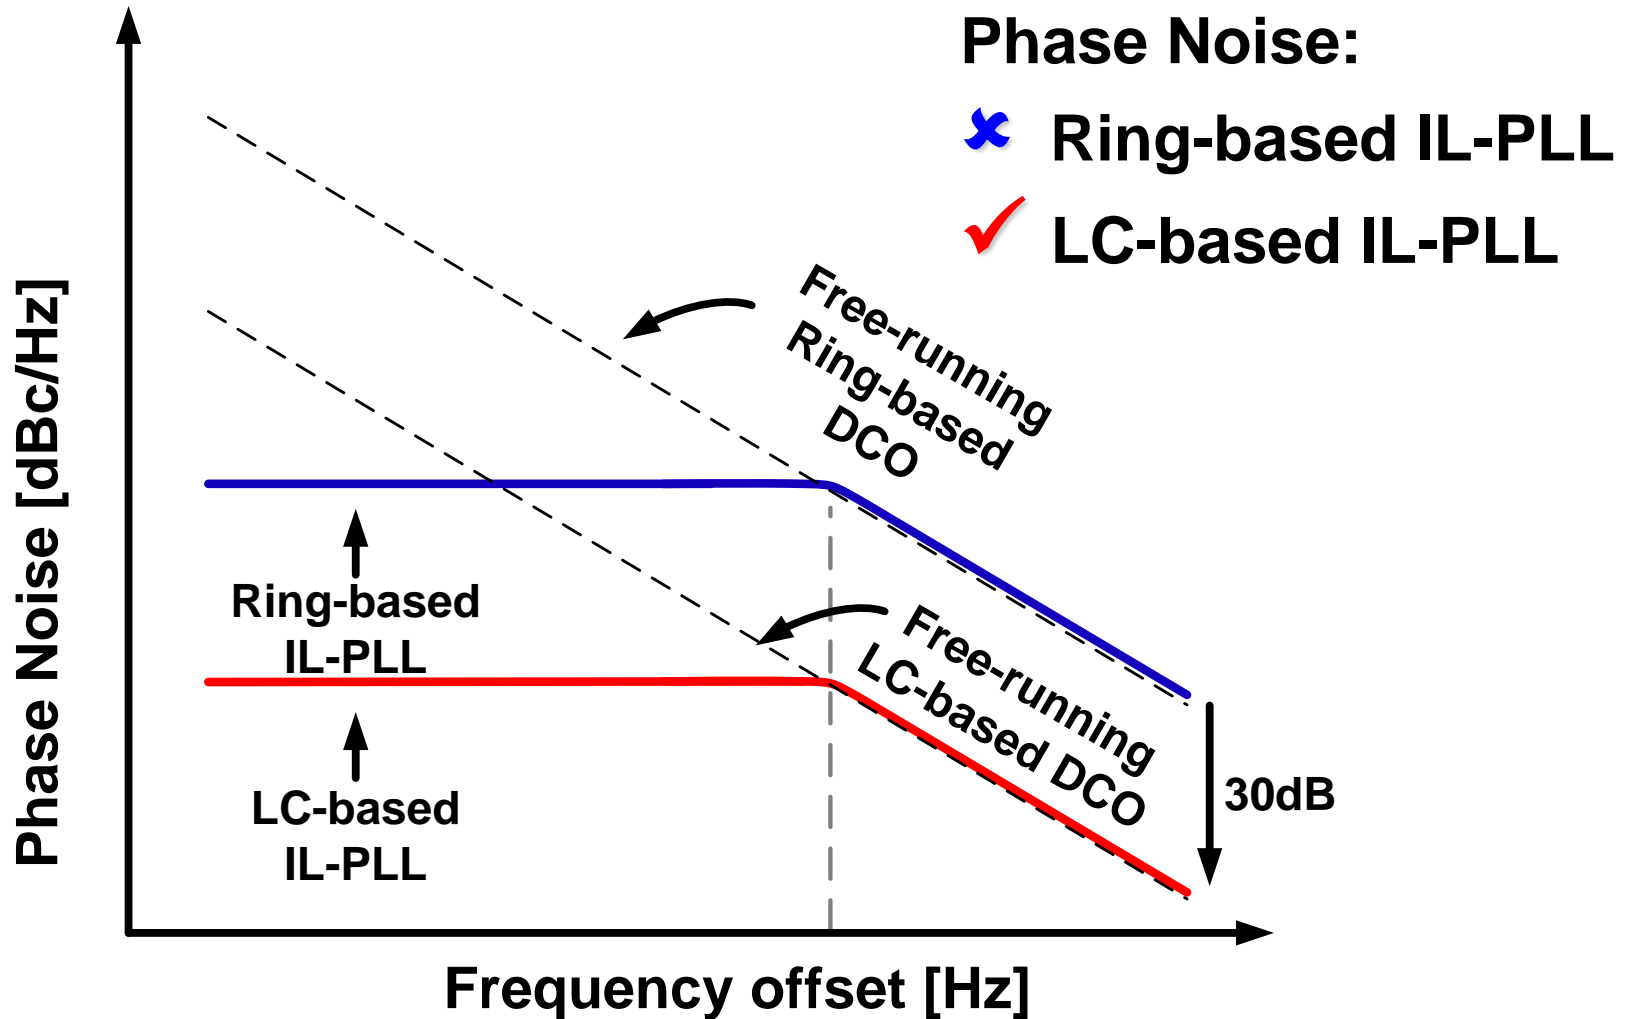 Phase Noise:
✘ Ring-based IL-PLL
✓ LC-based IL-PLL
Phase Noise [dBc/Hz]
Free-running
Ring-based
DCO
Ring-based
IL-PLL
Free-running
LC-based DCO
LC-based
IL-PLL
30dB
Frequency offset [Hz]